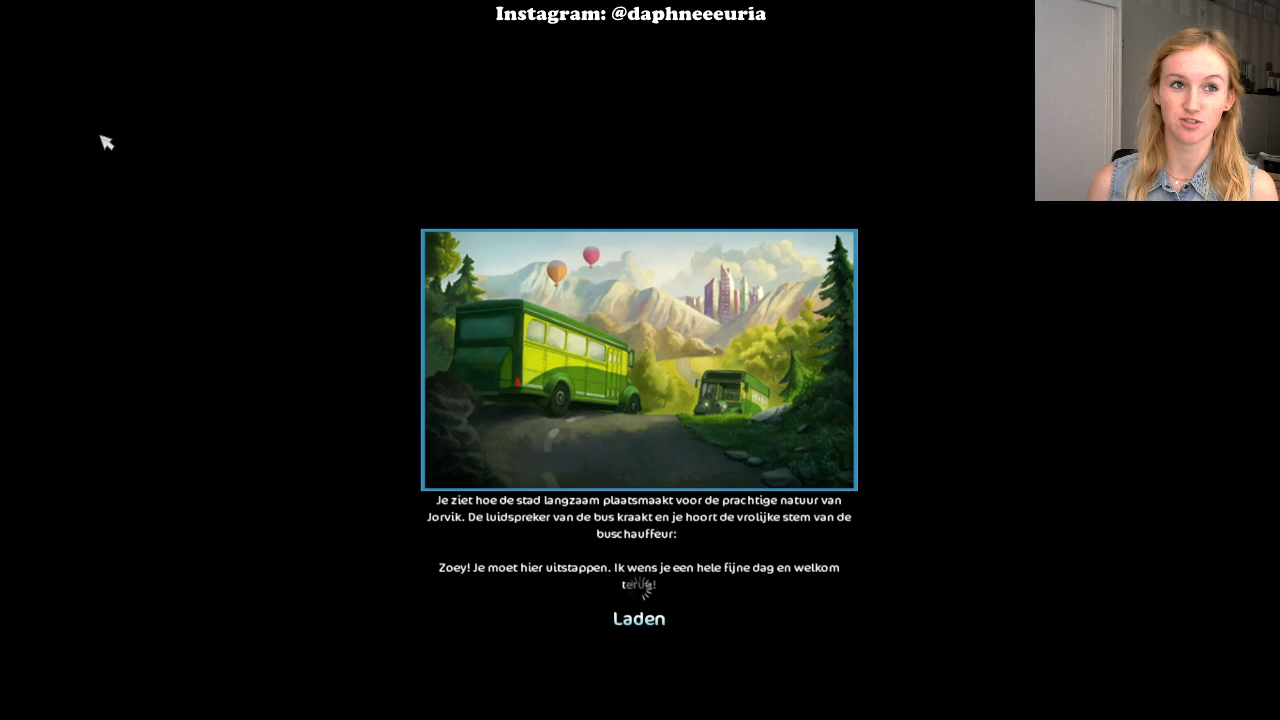 Instagram: @daphneeeuria
Je ziet hoe de stad langzaam plaatsmaakt voor de prachtige natuur van
Jorvik. De luidspreker van de bus kraakt en je hoort de vrolijke stem van de
buschauffeur:
Zoey! Je moet hier uitstappen. Ik wens je een hele fijne dag en welkom
terug!
Laden